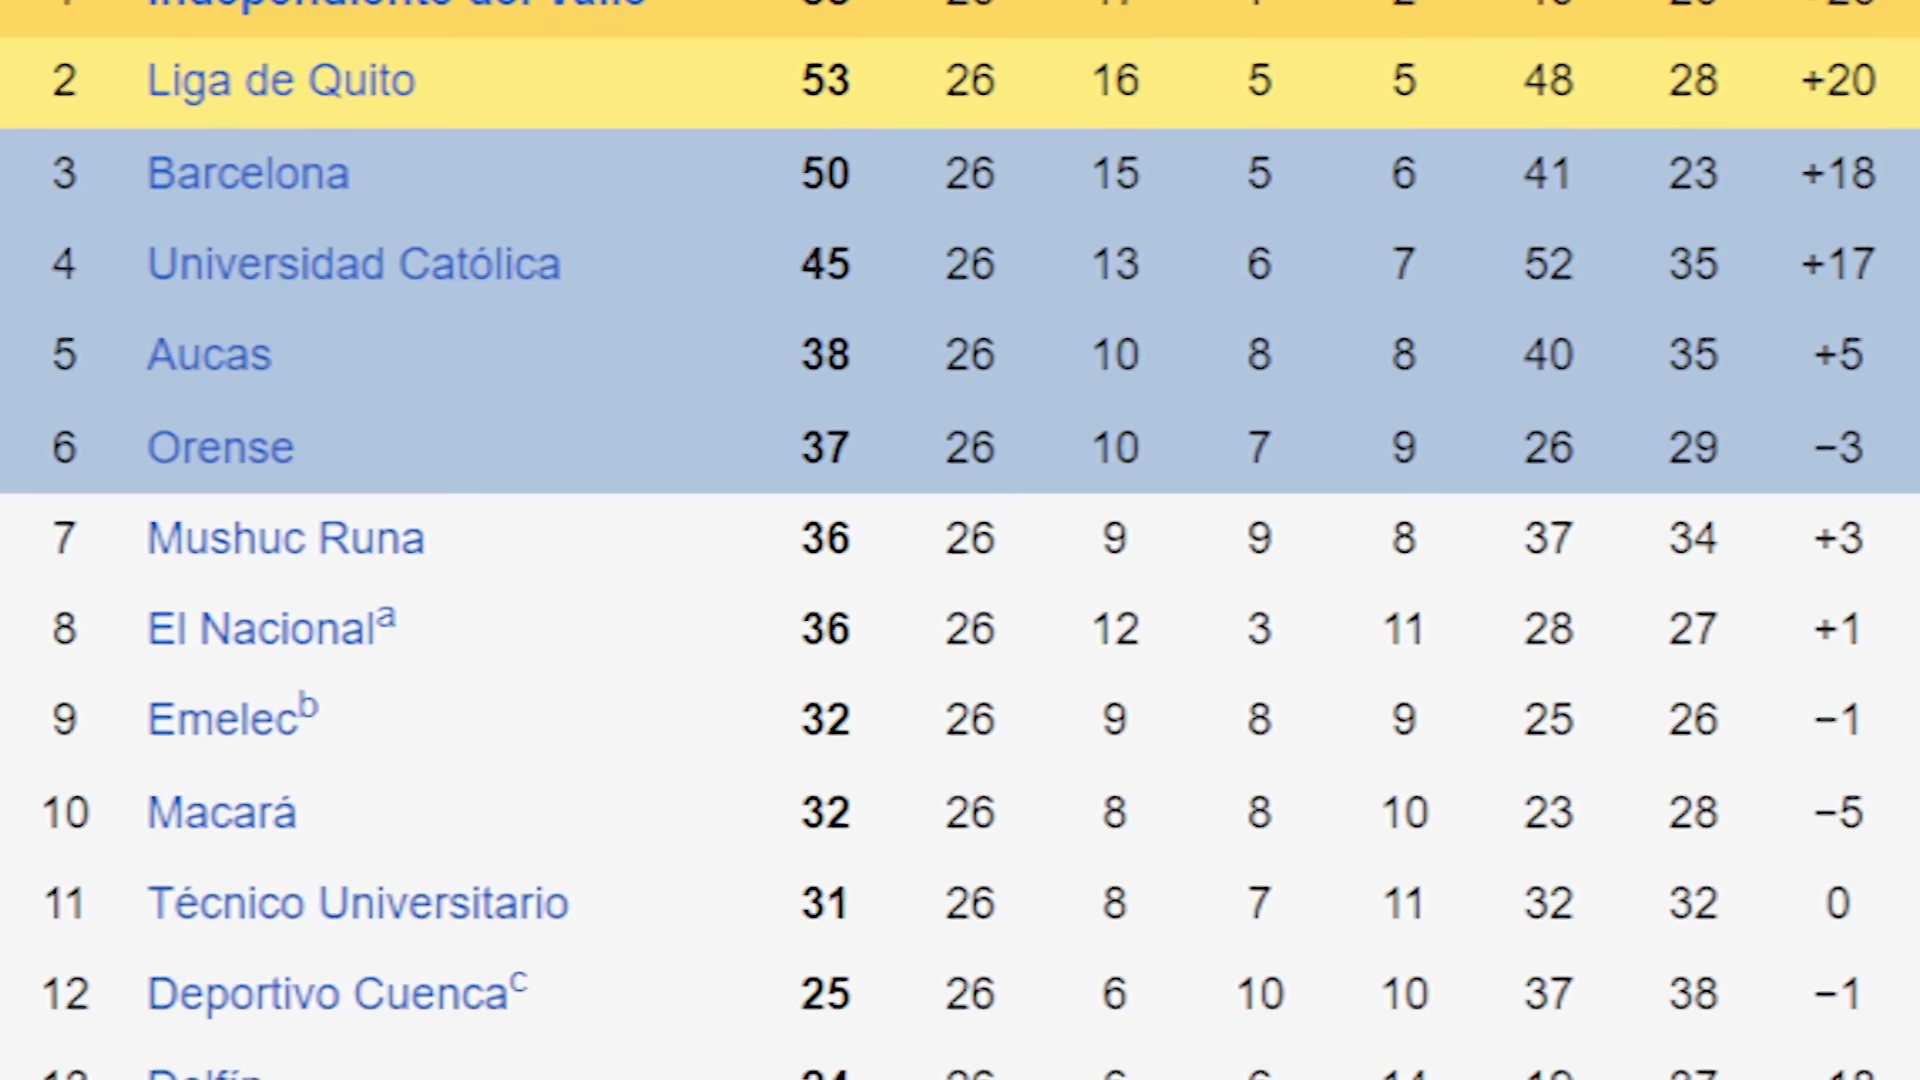 Independiente del Valle
2 Liga de Quito 53 26 16 5 5 48 28 +20
3 Barcelona 50 26 15 5 6 41 23 +18
4 Universidad Católica 45 26 13 6 7 52 35 +17
5 Aucas 38 26 10 8 8 40 35 +5
6 Orense 37 26 10 7 9 26 29 −3
7 Mushuc Runa 36 26 9 9 8 37 34 +3
8 El Nacionalᵃ 36 26 12 3 11 28 27 +1
9 Emelecᵇ 32 26 9 8 9 25 26 −1
10 Macará 32 26 8 8 10 23 28 −5
11 Técnico Universitario 31 26 8 7 11 32 32 0
12 Deportivo Cuencaᶜ 25 26 6 10 10 37 38 −1
Delfín